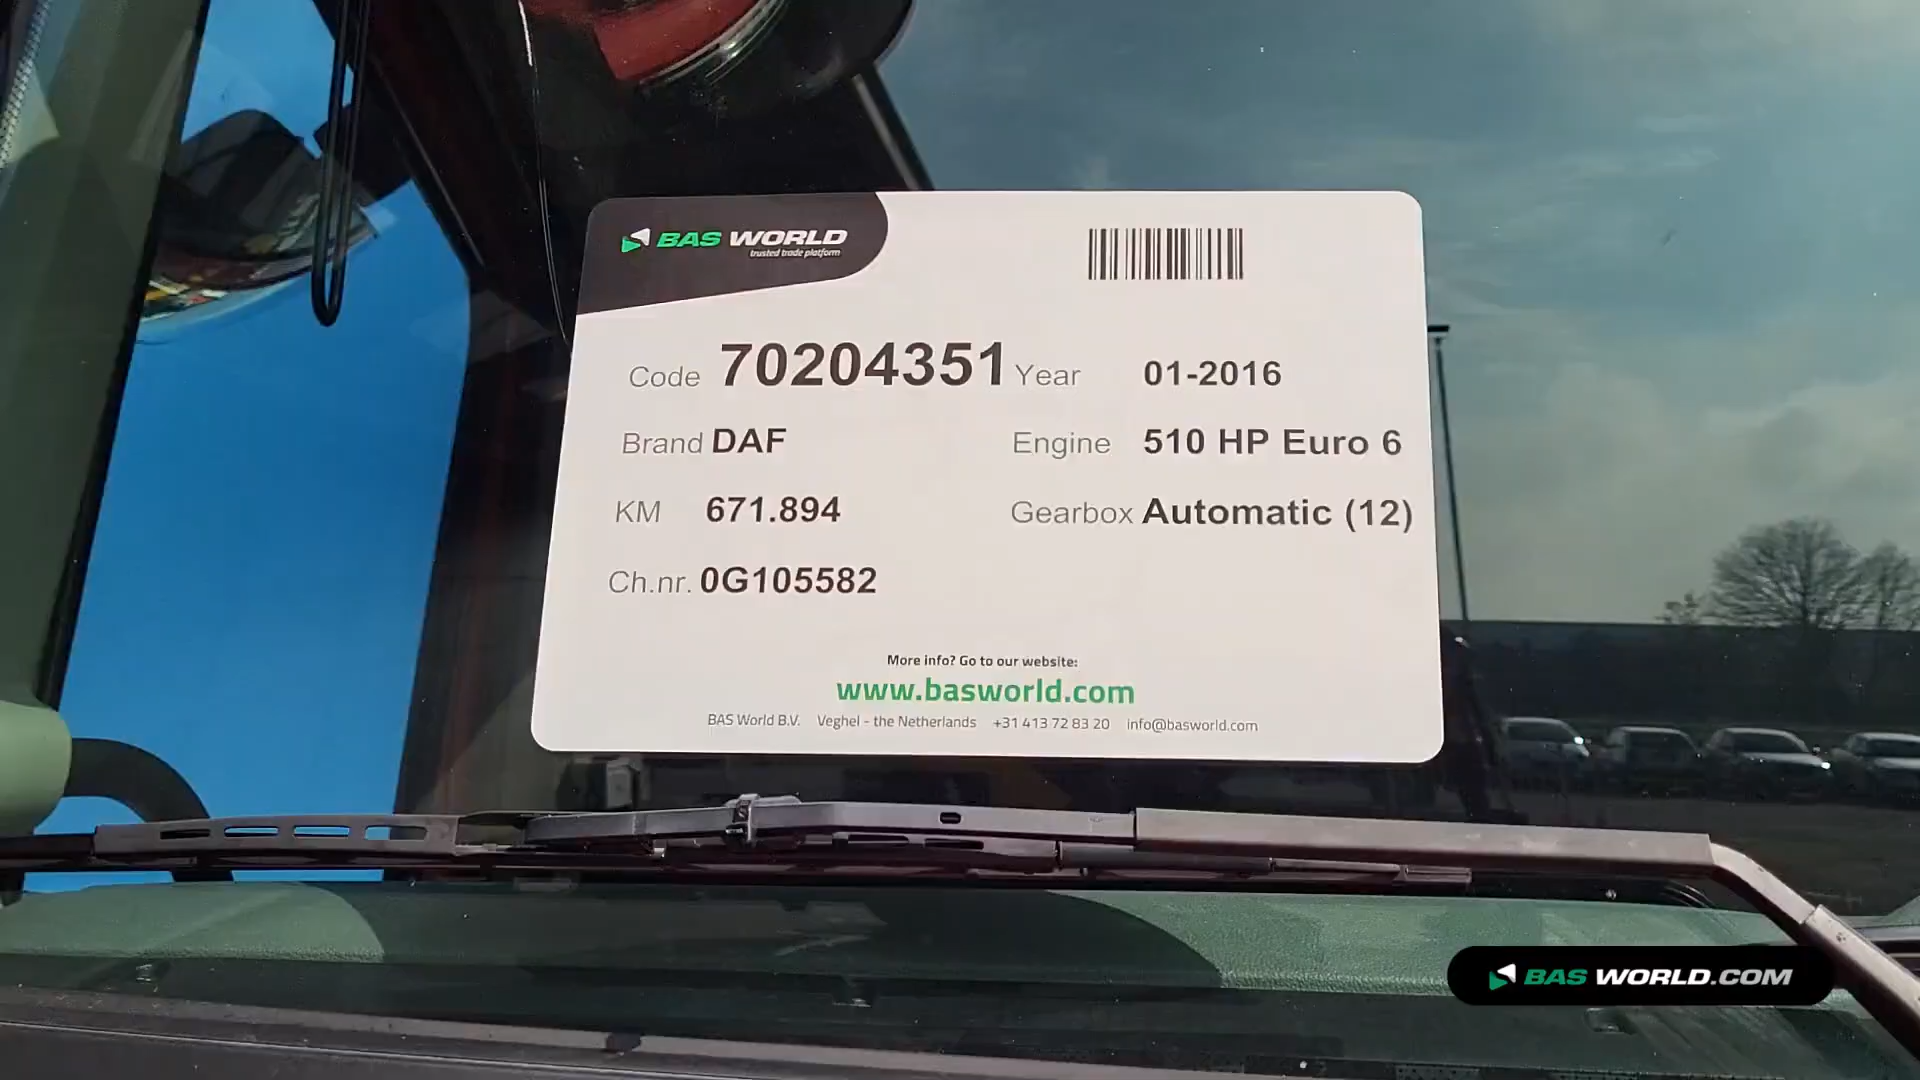 BAS WORLD
trusted trade platform
Code 70204351 Year 01-2016
Brand DAF Engine 510 HP Euro 6
KM 671.894 Gearbox Automatic (12)
Ch.nr. 0G105582
More info? Go to our website:
www.basworld.com
BAS World B.V. Veghel - the Netherlands +31 413 72 83 20 info@basworld.com
BAS WORLD.COM